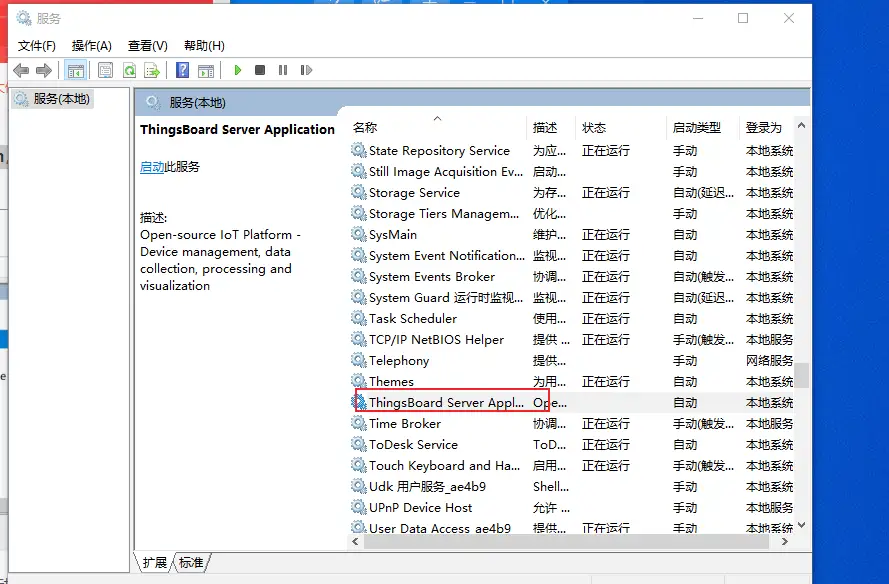 服务
文件(F) 操作(A) 查看(V) 帮助(H)
服务(本地)
服务(本地)
ThingsBoard Server Application
启动此服务
描述:
Open-source IoT Platform -
Device management, data
collection, processing and
visualization
名称 描述 状态 启动类型 登录为
State Repository Service 为应... 正在运行 手动 本地系统
Still Image Acquisition Ev... 启动... 手动 本地系统
Storage Service 为存... 正在运行 自动(延迟... 本地系统
Storage Tiers Managem... 优化... 手动 本地系统
SysMain 维护... 正在运行 自动 本地系统
System Event Notification... 监视... 正在运行 自动 本地系统
System Events Broker 协调... 正在运行 自动(触发... 本地系统
System Guard 运行时监视... 监视... 正在运行 自动(延迟... 本地系统
Task Scheduler 使用... 正在运行 自动 本地系统
TCP/IP NetBIOS Helper 提供 ... 正在运行 手动(触发... 本地服务
Telephony 提供... 手动 网络服务
Themes 为用... 正在运行 自动 本地系统
ThingsBoard Server Appl... Ope... 自动 本地系统
Time Broker 协调... 正在运行 手动(触发... 本地服务
ToDesk Service ToD... 正在运行 自动 本地系统
Touch Keyboard and Ha... 启用... 正在运行 手动(触发... 本地系统
Udk 用户服务_ae4b9 Shell... 手动 本地系统
UPnP Device Host 允许 ... 手动 本地服务
User Data Access_ae4b9 提供... 正在运行 手动 本地系统
扩展 标准